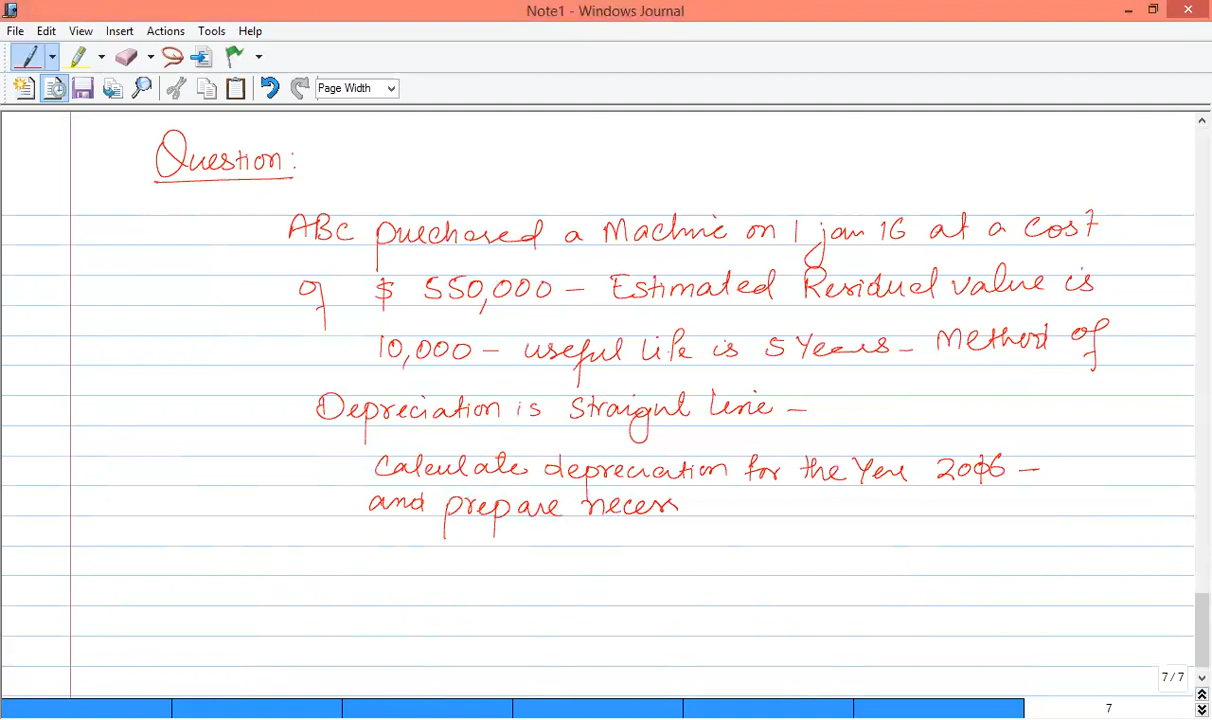 Note1 - Windows Journal
File Edit View Insert Actions Tools Help
Page Width
Question:
ABC purchased a Machine on 1 jan 16 at a Cost
of $ 550,000 - Estimated Residual value is
10,000 - useful life is 5 Years - Method of
Depreciation is Straight line -
Calculate depreciation for the Year 2016 -
and prepare necess
7 / 7
7